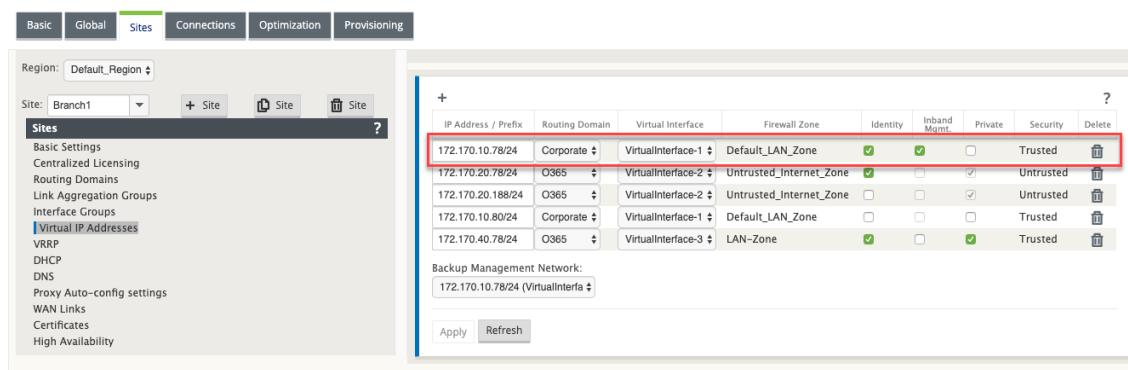 Basic Global Sites Connections Optimization Provisioning
Region: Default_Region
Site: Branch1 + Site Site Site
Sites ?
Basic Settings
Centralized Licensing
Routing Domains
Link Aggregation Groups
Interface Groups
Virtual IP Addresses
VRRP
DHCP
DNS
Proxy Auto-config settings
WAN Links
Certificates
High Availability
+ ?
IP Address / Prefix Routing Domain Virtual Interface Firewall Zone Identity Inband Mgmt. Private Security Delete
172.170.10.78/24 Corporate VirtualInterface-1 Default_LAN_Zone Trusted
172.170.20.78/24 O365 VirtualInterface-2 Untrusted_Internet_Zone Untrusted
172.170.20.188/24 O365 VirtualInterface-2 Untrusted_Internet_Zone Untrusted
172.170.10.80/24 Corporate VirtualInterface-1 Default_LAN_Zone Trusted
172.170.40.78/24 O365 VirtualInterface-3 LAN-Zone Trusted
Backup Management Network:
172.170.10.78/24 (VirtualInterfa
Apply Refresh